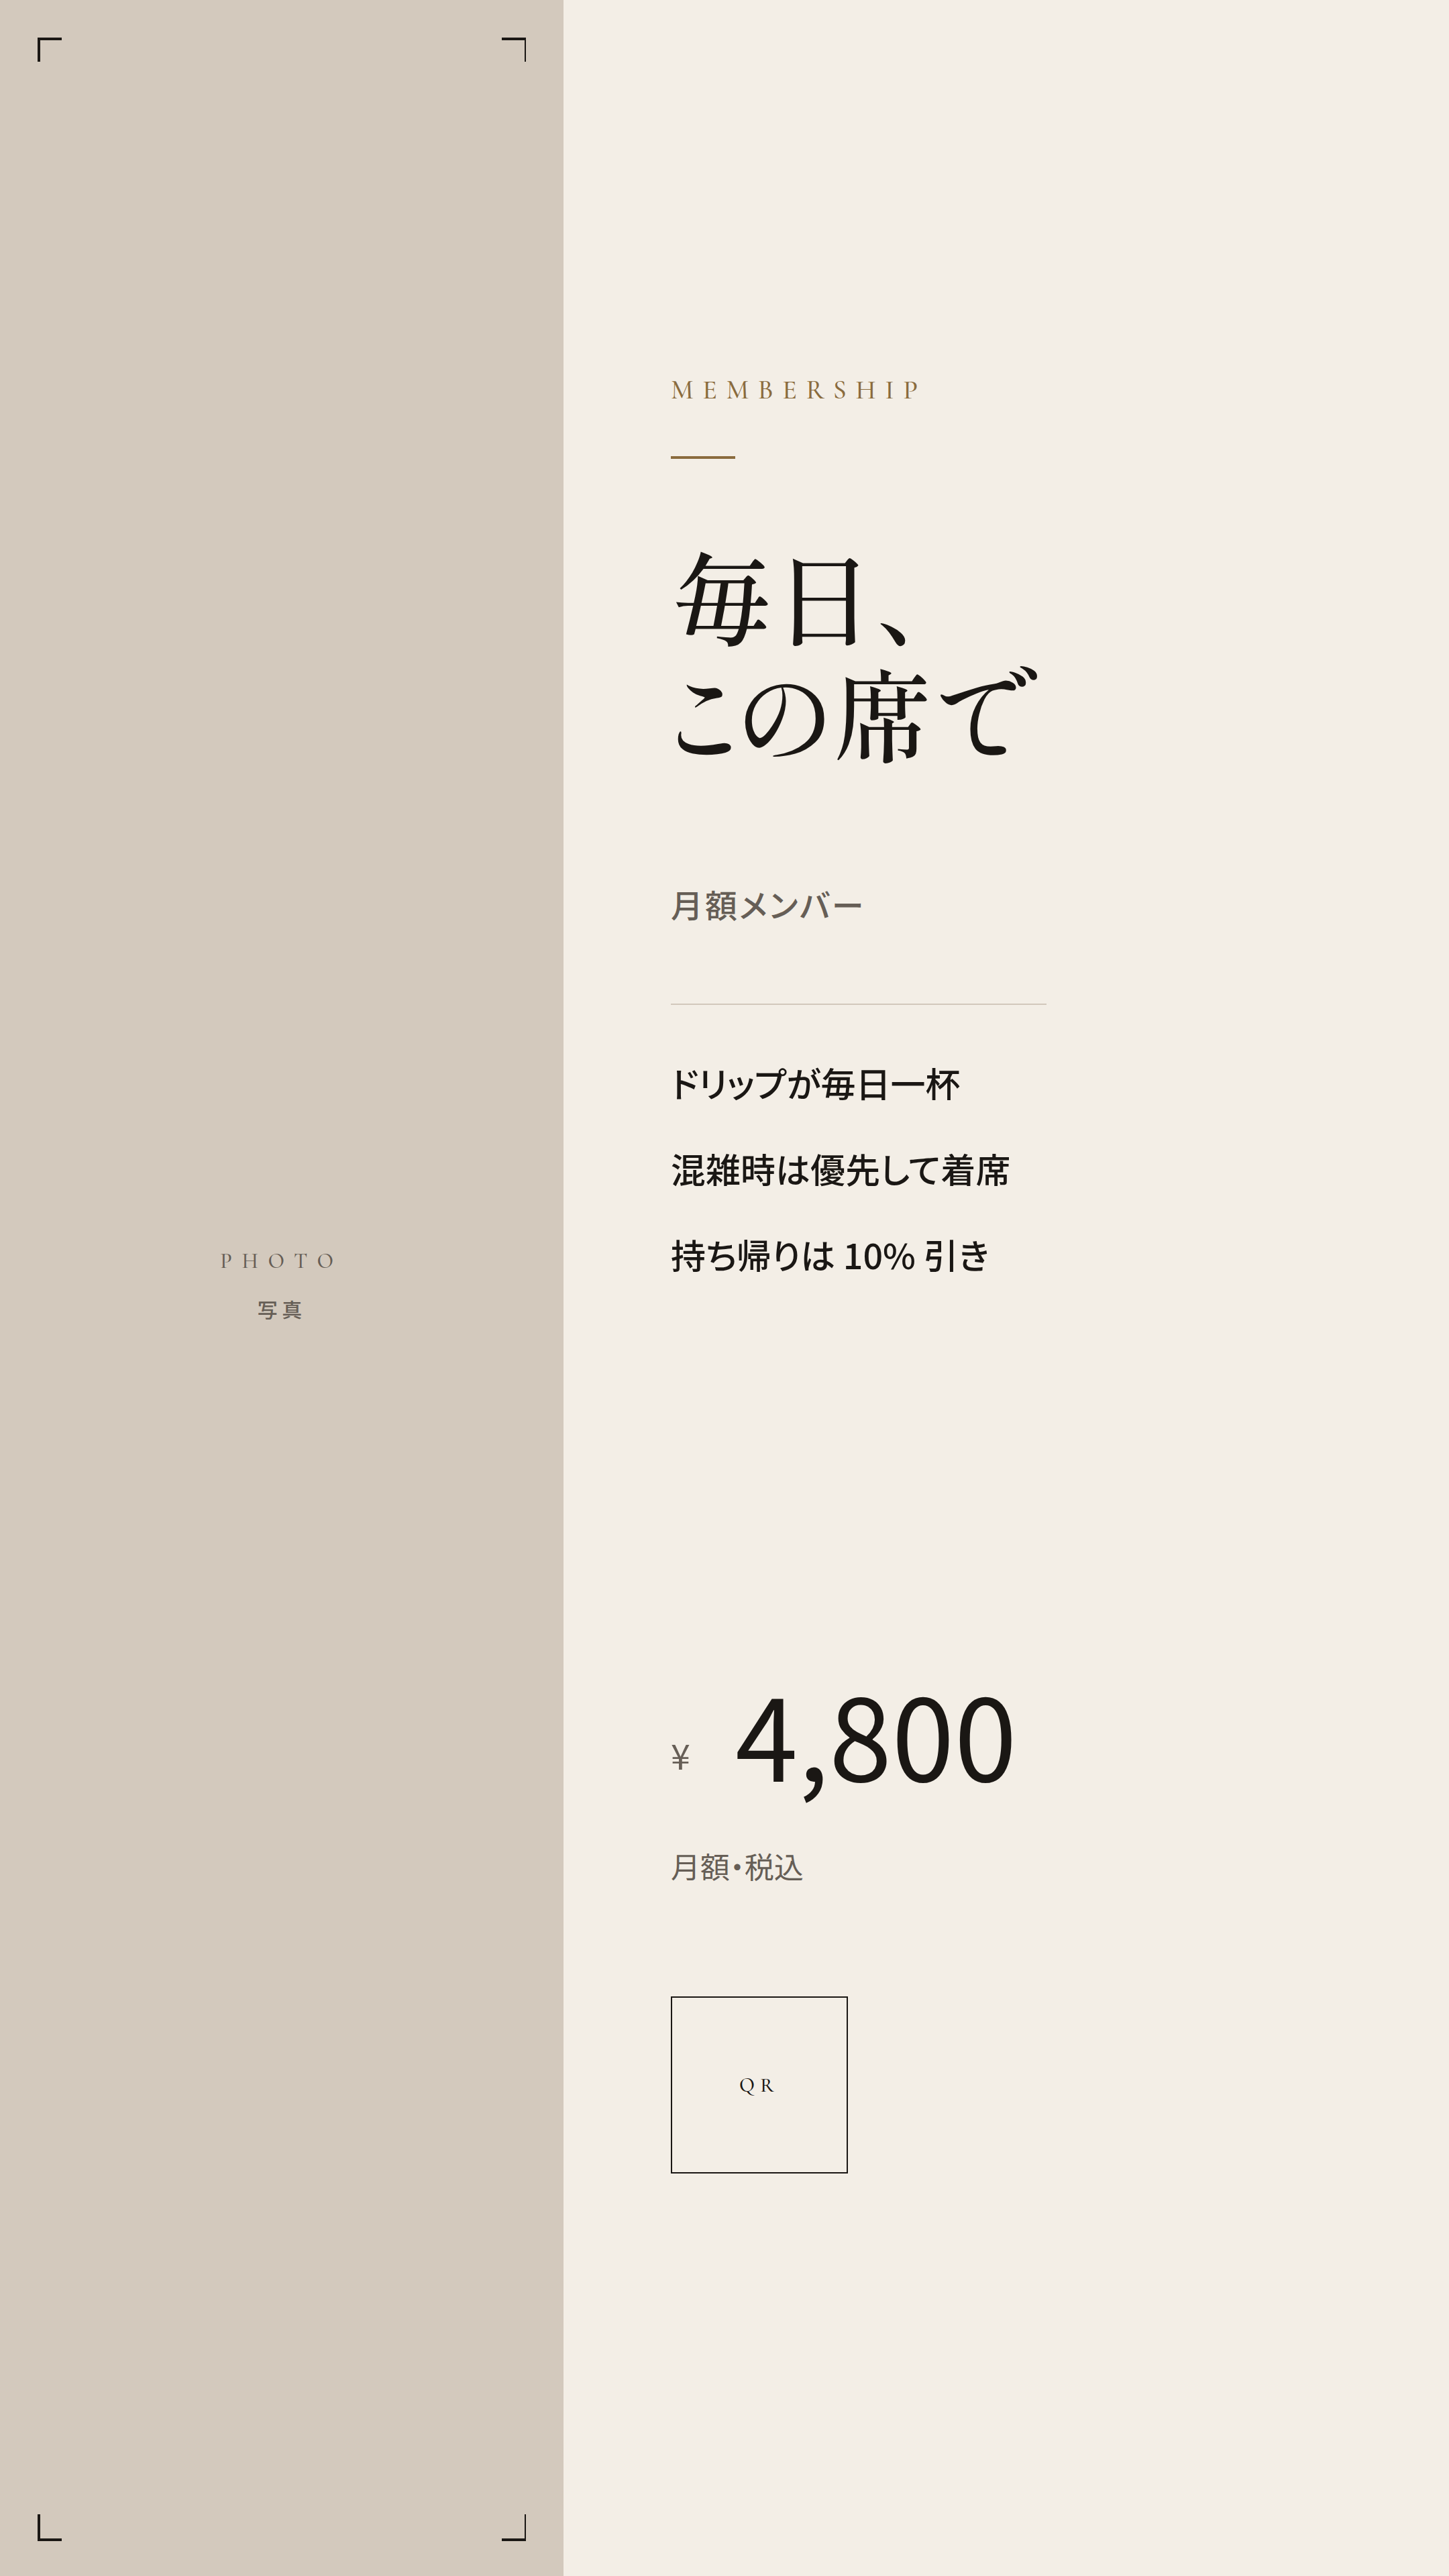 PHOTO
写真
MEMBERSHIP
毎日、
この席で
月額メンバー
ドリップが毎日一杯
混雑時は優先して着席
持ち帰りは 10% 引き
¥ 4,800
月額・税込
QR